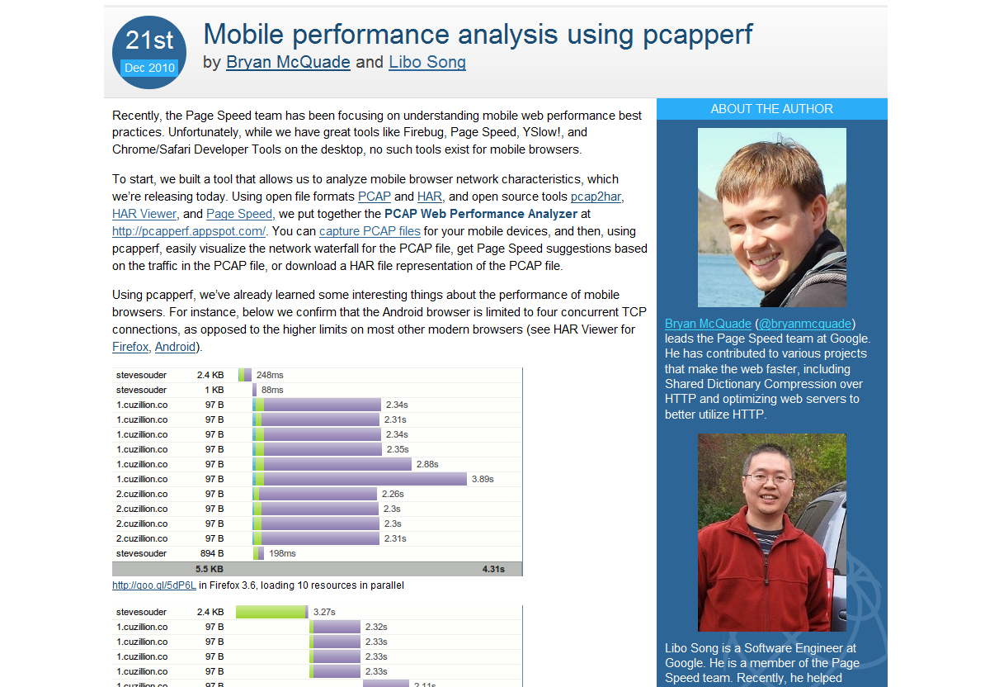 21st
Dec 2010
Mobile performance analysis using pcapperf
by Bryan McQuade and Libo Song
Recently, the Page Speed team has been focusing on understanding mobile web performance best
practices. Unfortunately, while we have great tools like Firebug, Page Speed, YSlow!, and
Chrome/Safari Developer Tools on the desktop, no such tools exist for mobile browsers.
To start, we built a tool that allows us to analyze mobile browser network characteristics, which
we're releasing today. Using open file formats PCAP and HAR, and open source tools pcap2har,
HAR Viewer, and Page Speed, we put together the PCAP Web Performance Analyzer at
http://pcapperf.appspot.com/. You can capture PCAP files for your mobile devices, and then, using
pcapperf, easily visualize the network waterfall for the PCAP file, get Page Speed suggestions based
on the traffic in the PCAP file, or download a HAR file representation of the PCAP file.
Using pcapperf, we've already learned some interesting things about the performance of mobile
browsers. For instance, below we confirm that the Android browser is limited to four concurrent TCP
connections, as opposed to the higher limits on most other modern browsers (see HAR Viewer for
Firefox, Android).
stevesouder 2.4 KB 248ms
stevesouder 1 KB 88ms
1.cuzillion.co 97 B 2.34s
1.cuzillion.co 97 B 2.31s
1.cuzillion.co 97 B 2.34s
1.cuzillion.co 97 B 2.35s
1.cuzillion.co 97 B 2.88s
1.cuzillion.co 97 B 3.89s
2.cuzillion.co 97 B 2.26s
2.cuzillion.co 97 B 2.3s
2.cuzillion.co 97 B 2.3s
2.cuzillion.co 97 B 2.31s
stevesouder 894 B 198ms
5.5 KB 4.31s
http://goo.gl/5dP6L in Firefox 3.6, loading 10 resources in parallel
stevesouder 2.4 KB 3.27s
1.cuzillion.co 97 B 2.32s
1.cuzillion.co 97 B 2.33s
1.cuzillion.co 97 B 2.33s
1.cuzillion.co 97 B 2.33s
1.cuzillion.co 97 B 2.11s
ABOUT THE AUTHOR
Bryan McQuade (@bryanmcquade)
leads the Page Speed team at Google.
He has contributed to various projects
that make the web faster, including
Shared Dictionary Compression over
HTTP and optimizing web servers to
better utilize HTTP.
Libo Song is a Software Engineer at
Google. He is a member of the Page
Speed team. Recently, he helped